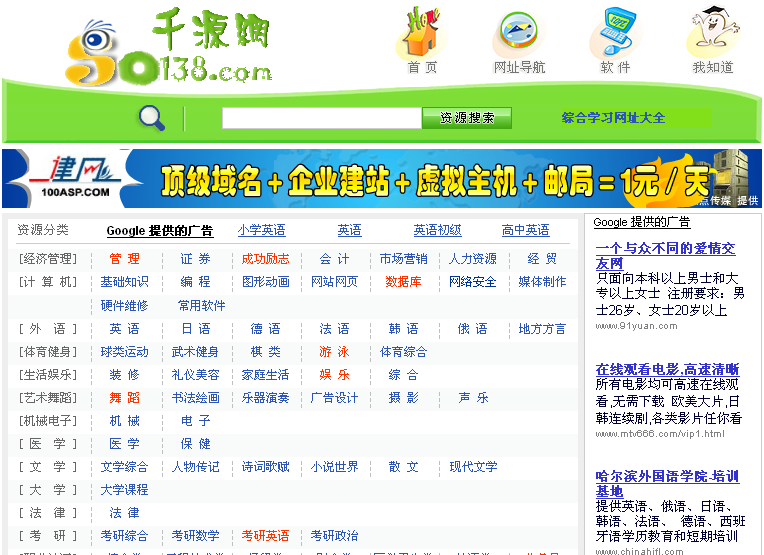 千源网
GO138.com
Hot
首 页
网址导航
软 件
我知道
资源搜索
综合学习网址大全
津网
100ASP.COM
顶级域名+企业建站+虚拟主机+邮局=1元/天
点传媒 提供
资源分类
Google 提供的广告
小学英语
英语
英语初级
高中英语
[经济管理] 管 理 证 券 成功励志 会 计 市场营销 人力资源 经 贸
[计 算 机] 基础知识 编 程 图形动画 网站网页 数据库 网络安全 媒体制作
硬件维修 常用软件
[ 外 语 ] 英 语 日 语 德 语 法 语 韩 语 俄 语 地方方言
[体育健身] 球类运动 武术健身 棋 类 游 泳 体育综合
[生活娱乐] 装 修 礼仪美容 家庭生活 娱 乐 综 合
[艺术舞蹈] 舞 蹈 书法绘画 乐器演奏 广告设计 摄 影 声 乐
[机械电子] 机 械 电 子
[ 医 学 ] 医 学 保 健
[ 文 学 ] 文学综合 人物传记 诗词歌赋 小说世界 散 文 现代文学
[ 大 学 ] 大学课程
[ 法 律 ] 法 律
[ 考 研 ] 考研综合 考研数学 考研英语 考研政治
Google 提供的广告
一个与众不同的爱情交
友网
只面向本科以上男士和大
专以上女士 注册要求：男
士26岁、女士20岁以上
www.91yuan.com
在线观看电影,高速清晰
所有电影均可高速在线观
看,无需下载 欧美大片,日
韩连续剧,各类影片任你看
www.mtv666.com/vip1.html
哈尔滨外国语学院-培训
基地
提供英语、俄语、日语、
韩语、法语、 德语、西班
牙语学历教育和短期培训
www.chinahifl.com